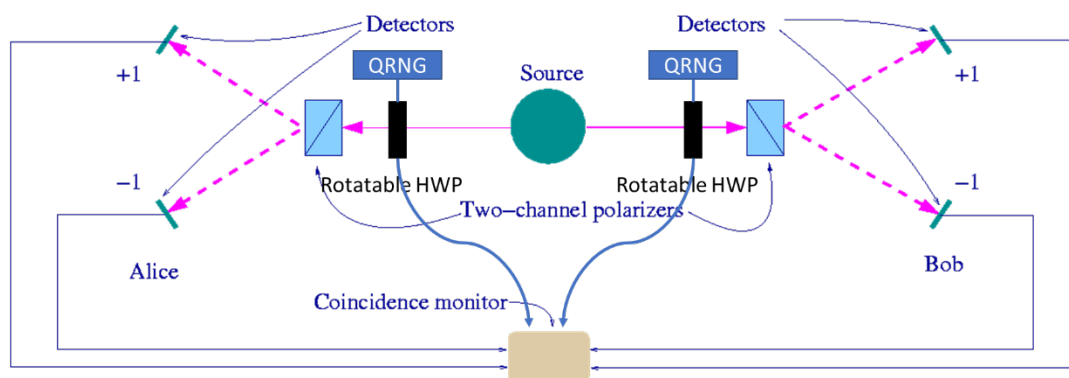 Detectors
Detectors
QRNG
Source
QRNG
+1
+1
−1
Rotatable HWP
Rotatable HWP
−1
Two−channel polarizers
Alice
Bob
Coincidence monitor